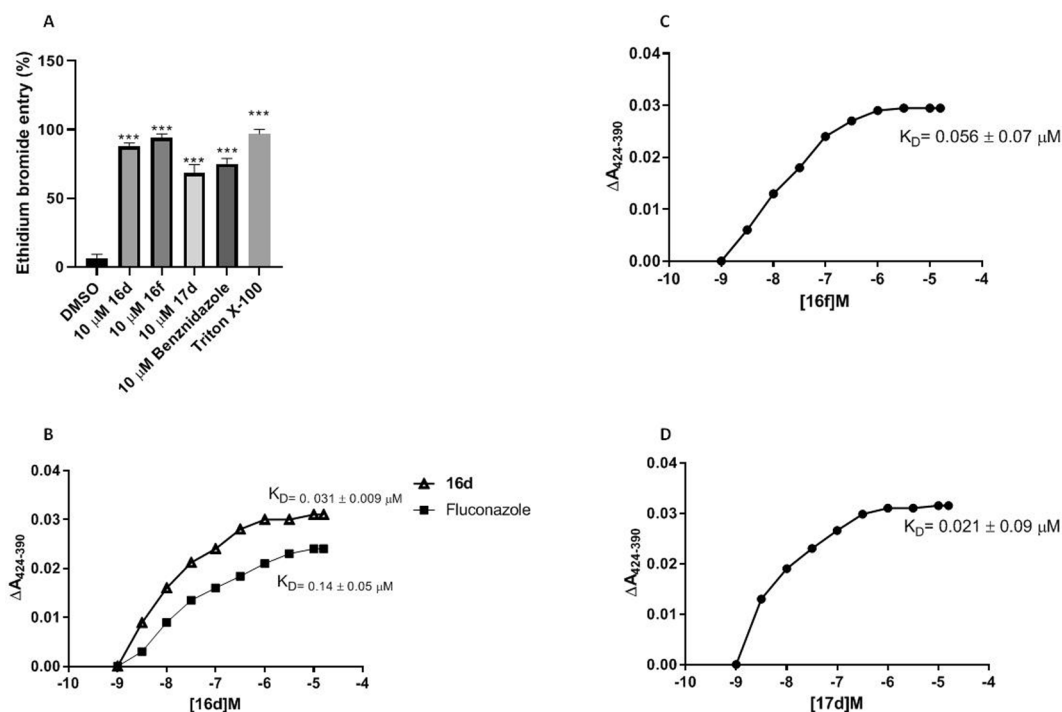 A
Ethidium bromide entry (%)
150
100
50
0
***
***
***
***
***
DMSO
10 μM 16d
10 μM 16f
10 μM 17d
10 μM Benznidazole
Triton X-100
C
ΔA424-390
0.04
0.03
0.02
0.01
0.00
K_D= 0.056 ± 0.07 μM
-10 -9 -8 -7 -6 -5 -4
[16f]M
B
ΔA424-390
0.04
0.03
0.02
0.01
0.00
K_D= 0. 031 ± 0.009 μM
K_D= 0.14 ± 0.05 μM
16d
Fluconazole
-10 -9 -8 -7 -6 -5 -4
[16d]M
D
ΔA424-390
0.04
0.03
0.02
0.01
0.00
K_D= 0.021 ± 0.09 μM
-10 -9 -8 -7 -6 -5 -4
[17d]M